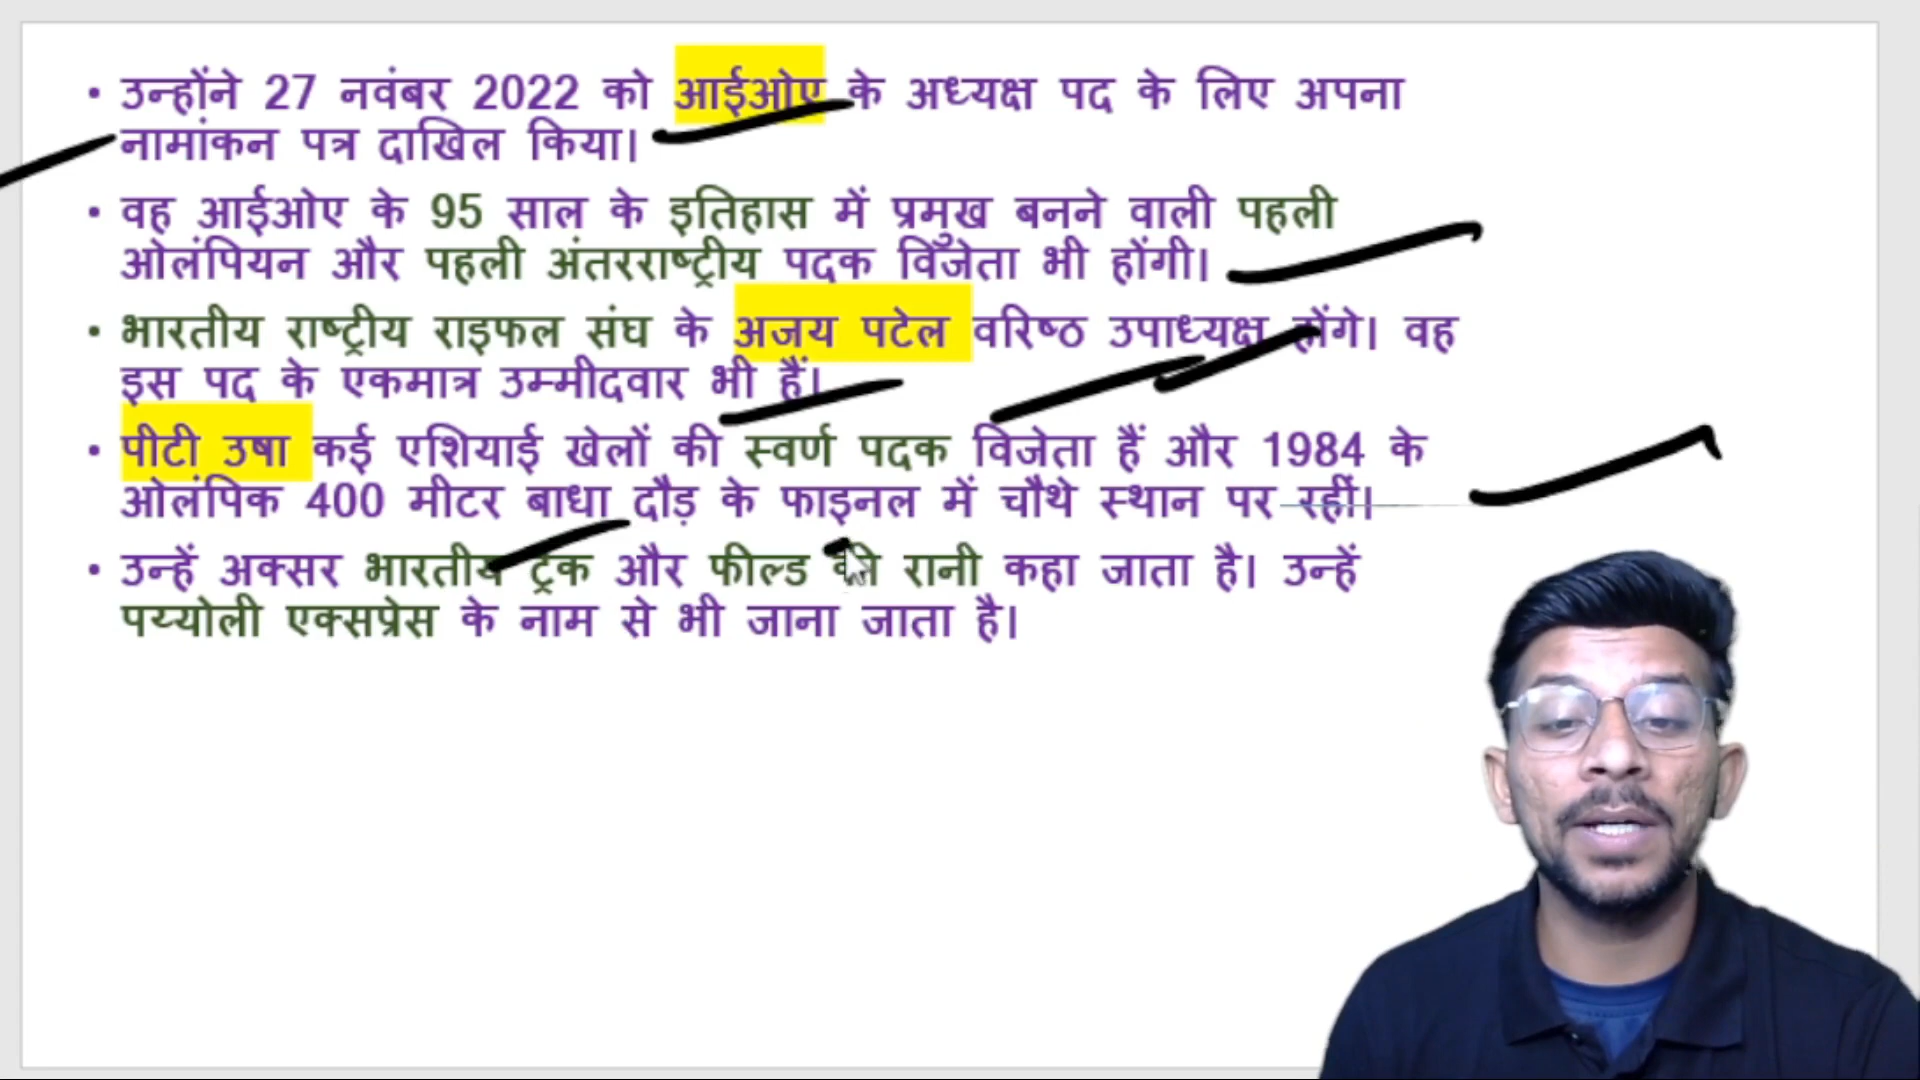 • उन्होंने 27 नवंबर 2022 को आईओए के अध्यक्ष पद के लिए अपना
नामांकन पत्र दाखिल किया।
• वह आईओए के 95 साल के इतिहास में प्रमुख बनने वाली पहली
ओलंपियन और पहली अंतरराष्ट्रीय पदक विजेता भी होंगी।
• भारतीय राष्ट्रीय राइफल संघ के अजय पटेल वरिष्ठ उपाध्यक्ष होंगे। वह
इस पद के एकमात्र उम्मीदवार भी हैं।
• पीटी उषा कई एशियाई खेलों की स्वर्ण पदक विजेता हैं और 1984 के
ओलंपिक 400 मीटर बाधा दौड़ के फाइनल में चौथे स्थान पर रहीं।
• उन्हें अक्सर भारतीय ट्रैक और फील्ड की रानी कहा जाता है। उन्हें
पय्योली एक्सप्रेस के नाम से भी जाना जाता है।